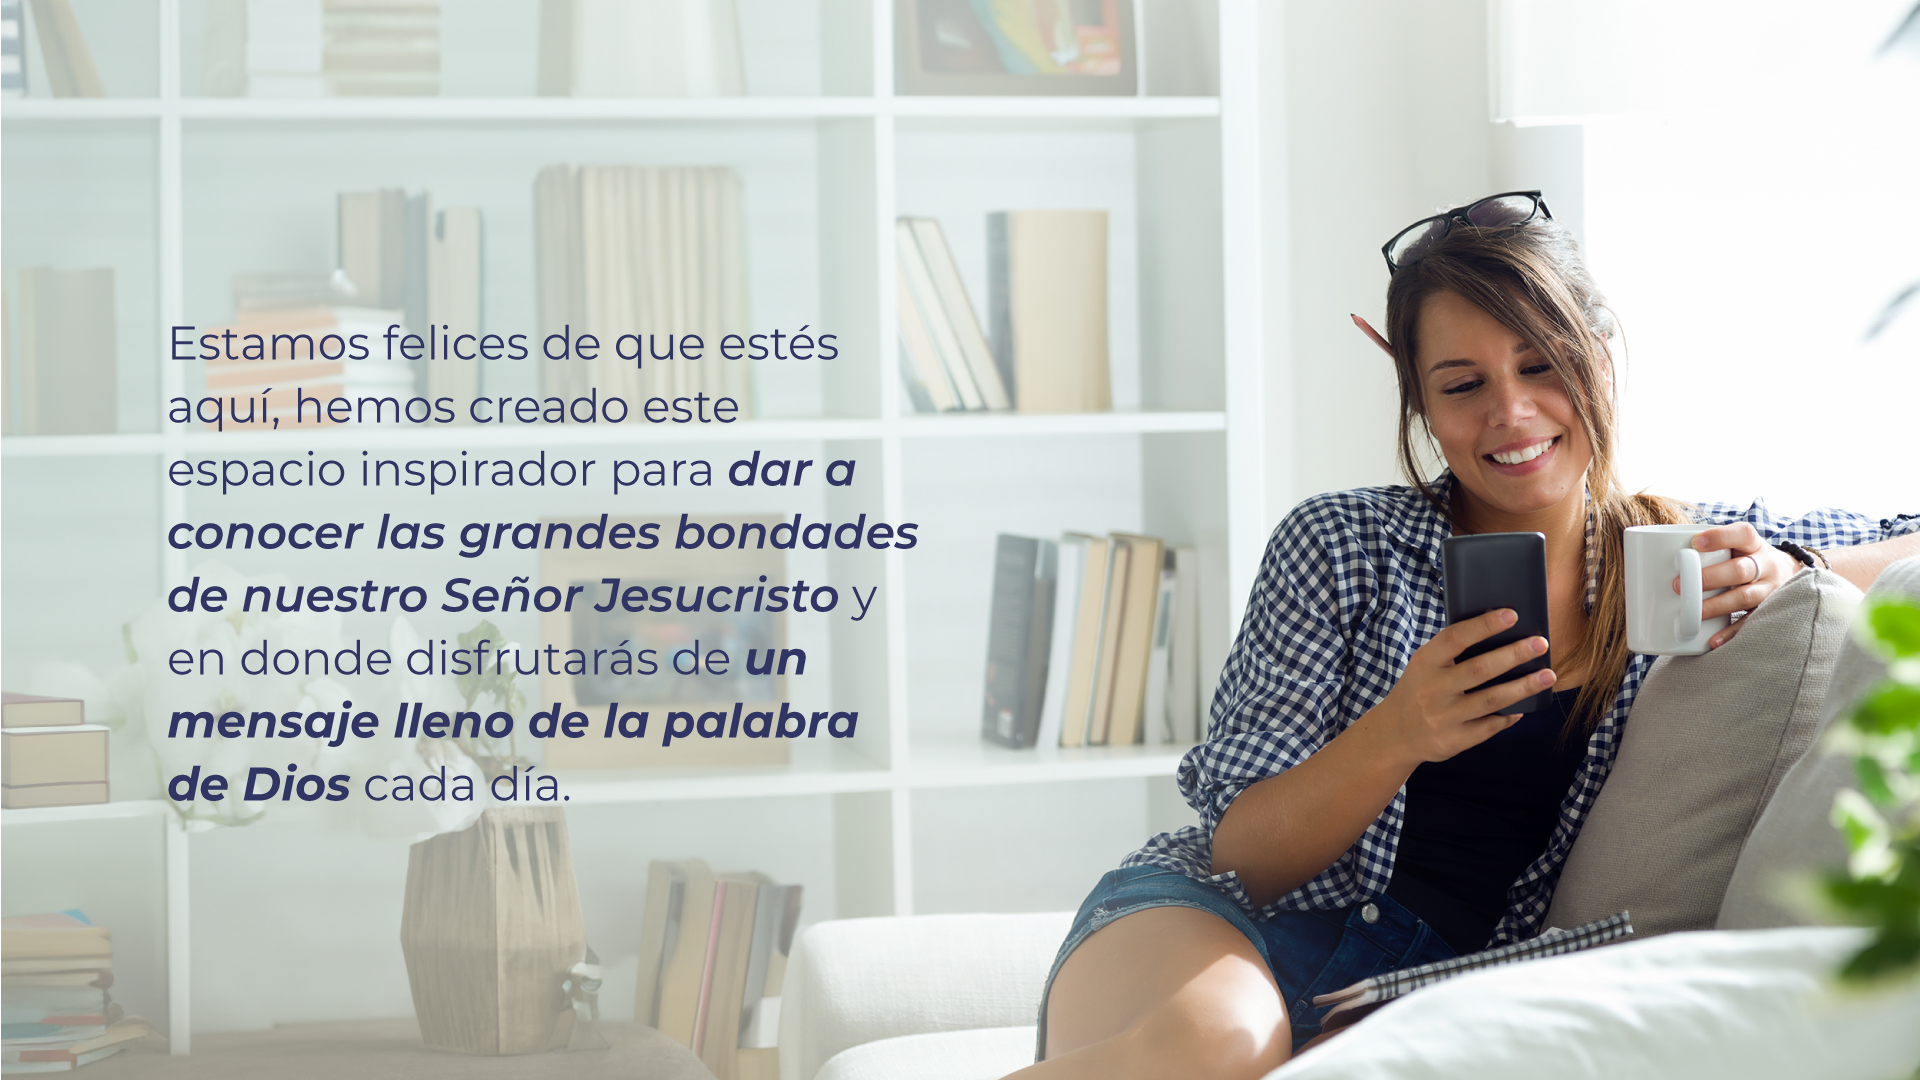 Estamos felices de que estés
aquí, hemos creado este
espacio inspirador para dar a
conocer las grandes bondades
de nuestro Señor Jesucristo y
en donde disfrutarás de un
mensaje lleno de la palabra
de Dios cada día.